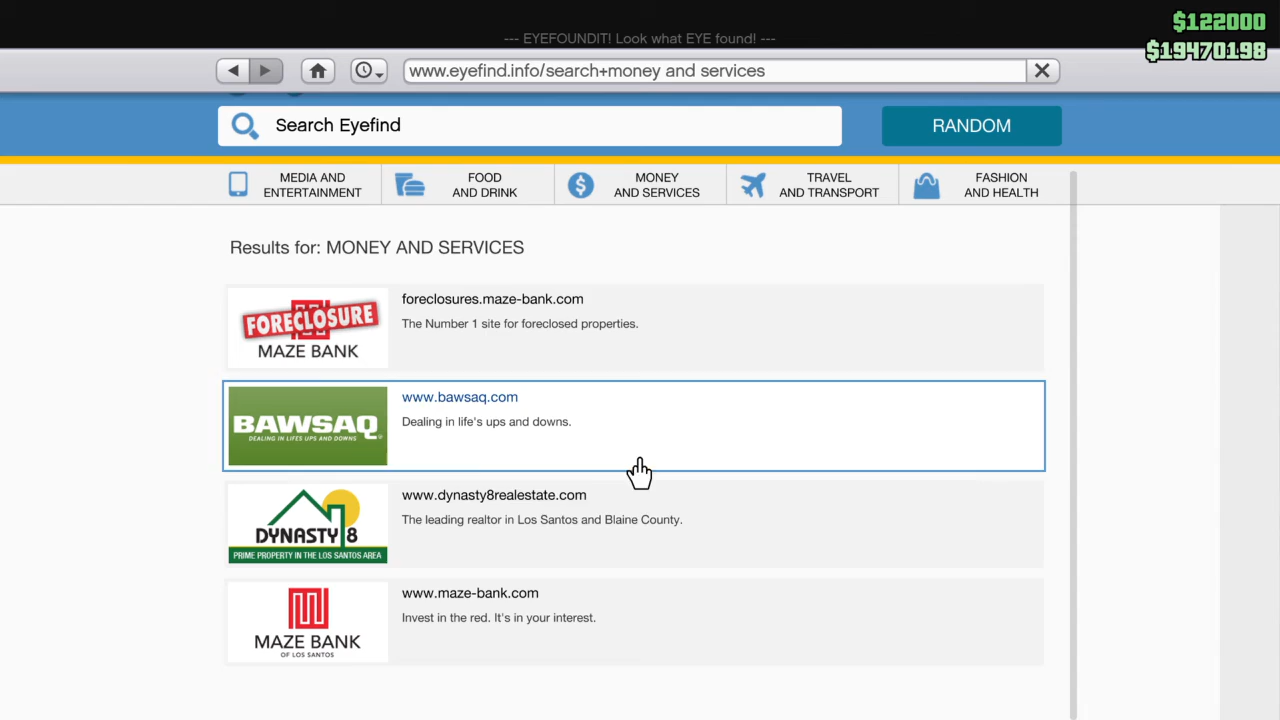 $122000
--- EYEFOUNDIT! Look what EYE found! ---
$19470198
www.eyefind.info/search+money and services
Search Eyefind
RANDOM
MEDIA AND
ENTERTAINMENT
FOOD
AND DRINK
MONEY
AND SERVICES
TRAVEL
AND TRANSPORT
FASHION
AND HEALTH
Results for: MONEY AND SERVICES
FORECLOSURE
MAZE BANK
foreclosures.maze-bank.com
The Number 1 site for foreclosed properties.
BAWSAQ
DEALING IN LIFES UPS AND DOWNS
www.bawsaq.com
Dealing in life's ups and downs.
DYNASTY 8
PRIME PROPERTY IN THE LOS SANTOS AREA
www.dynasty8realestate.com
The leading realtor in Los Santos and Blaine County.
MAZE BANK
OF LOS SANTOS
www.maze-bank.com
Invest in the red. It's in your interest.